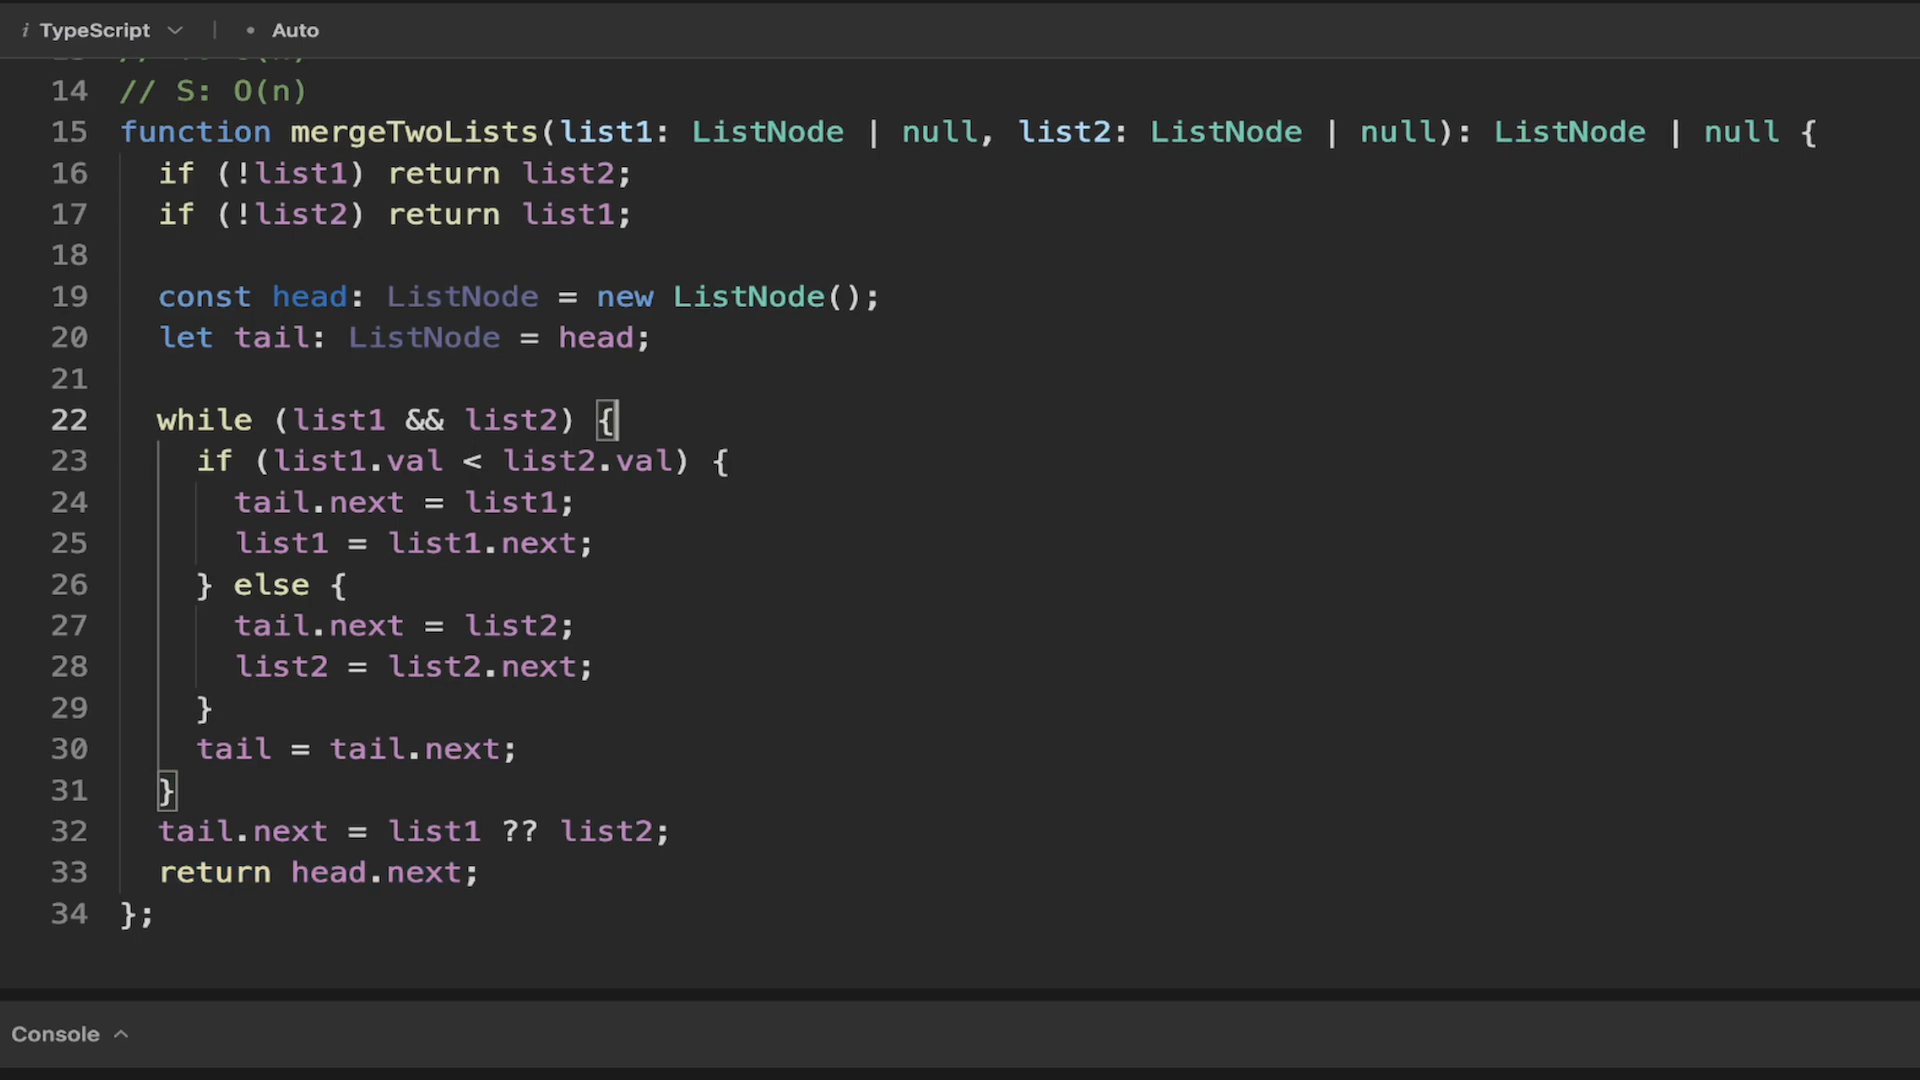 i TypeScript • Auto
14 // S: O(n)
15 function mergeTwoLists(list1: ListNode | null, list2: ListNode | null): ListNode | null {
16 if (!list1) return list2;
17 if (!list2) return list1;
18
19 const head: ListNode = new ListNode();
20 let tail: ListNode = head;
21
22 while (list1 && list2) {
23 if (list1.val < list2.val) {
24 tail.next = list1;
25 list1 = list1.next;
26 } else {
27 tail.next = list2;
28 list2 = list2.next;
29 }
30 tail = tail.next;
31 }
32 tail.next = list1 ?? list2;
33 return head.next;
34 };
Console